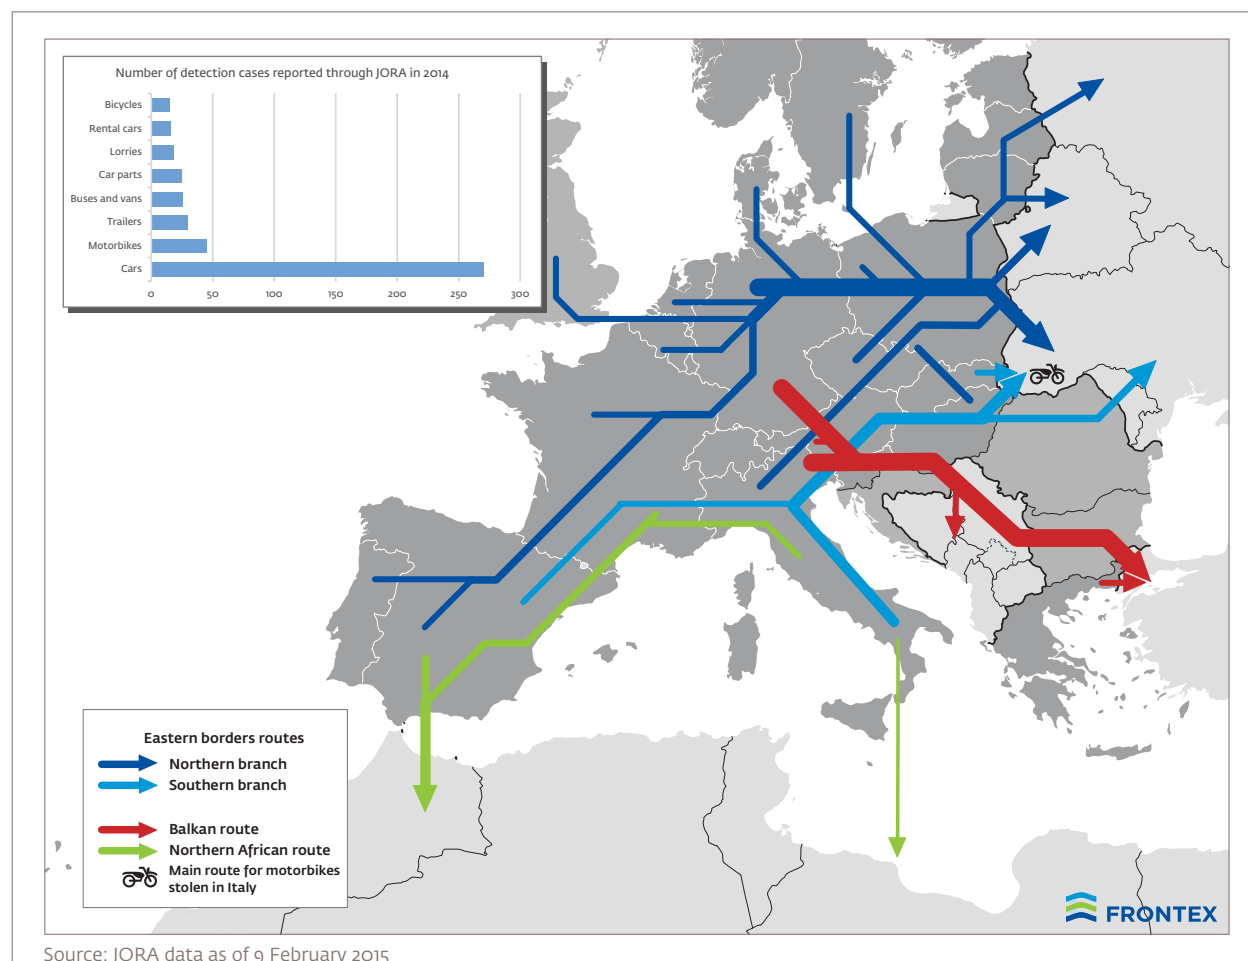 Number of detection cases reported through JORA in 2014
Bicycles
Rental cars
Lorries
Car parts
Buses and vans
Trailers
Motorbikes
Cars
0 50 100 150 200 250 300
Eastern borders routes
Northern branch
Southern branch
Balkan route
Northern African route
Main route for motorbikes
stolen in Italy
FRONTEX
Source: JORA data as of 9 February 2015